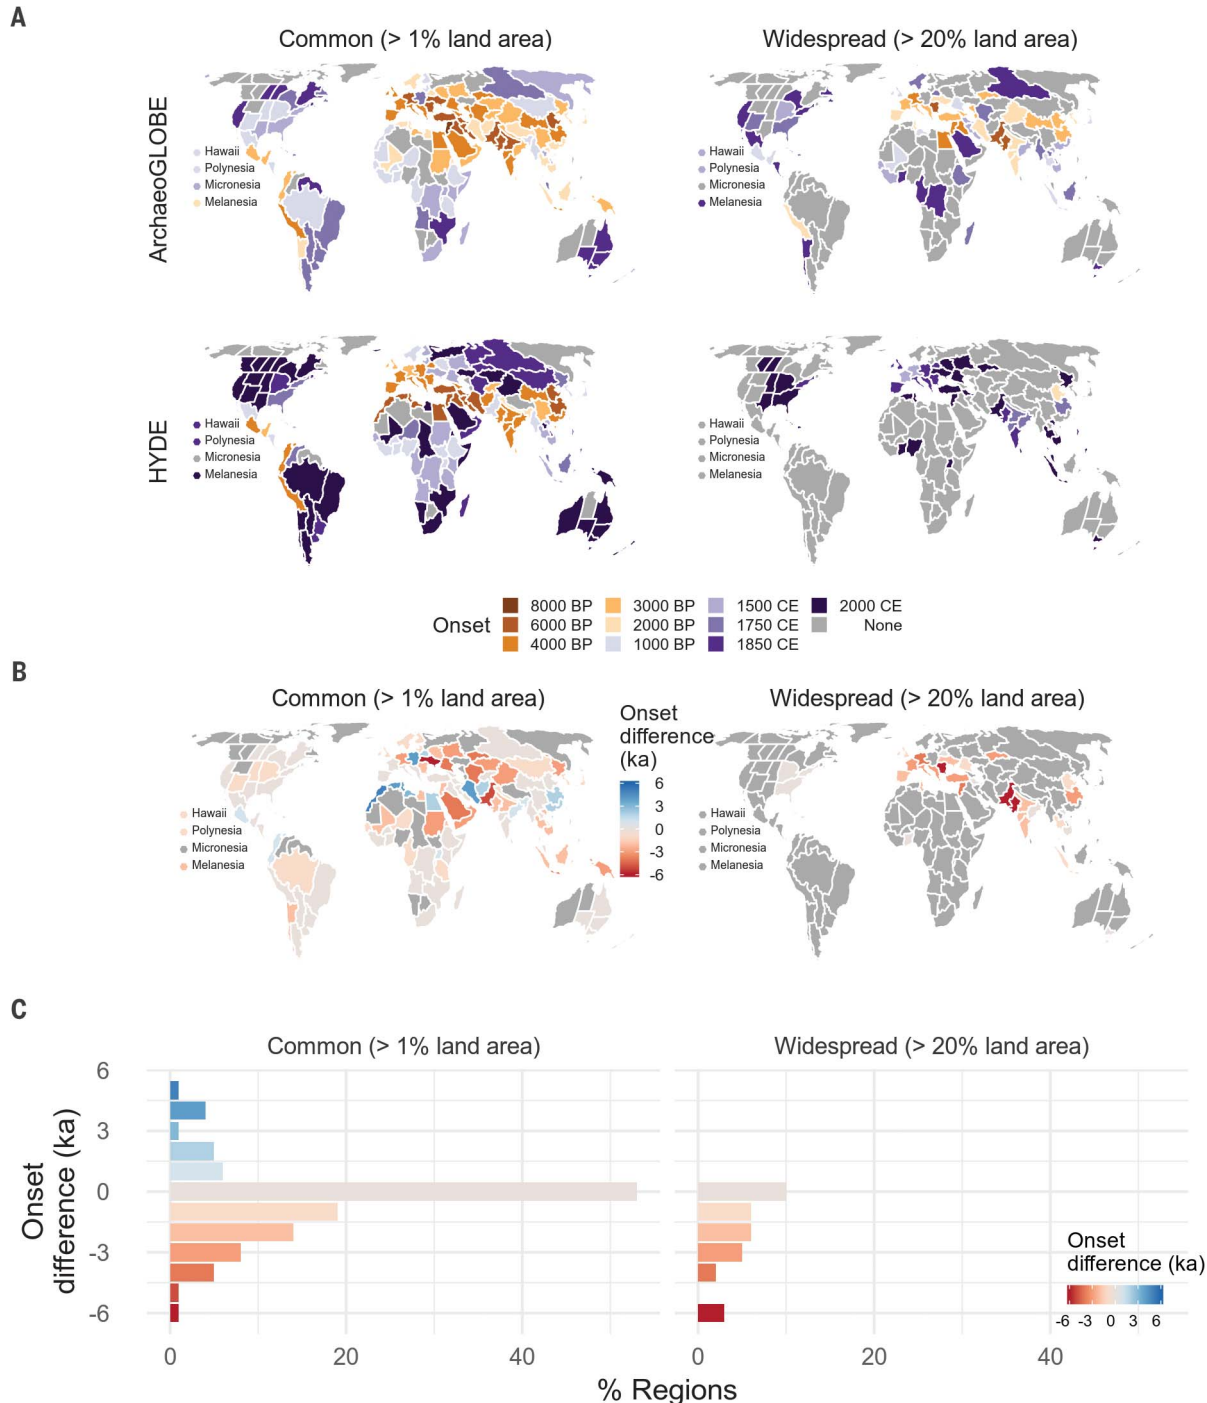 A
Common (> 1% land area)
Widespread (> 20% land area)
ArchaeoGLOBE
Hawaii
Polynesia
Micronesia
Melanesia
Hawaii
Polynesia
Micronesia
Melanesia
HYDE
Hawaii
Polynesia
Micronesia
Melanesia
Hawaii
Polynesia
Micronesia
Melanesia
Onset
8000 BP 3000 BP 1500 CE 2000 CE
6000 BP 2000 BP 1750 CE None
4000 BP 1000 BP 1850 CE
B
Common (> 1% land area)
Widespread (> 20% land area)
Onset
difference
(ka)
6
3
0
-3
-6
Hawaii
Polynesia
Micronesia
Melanesia
Hawaii
Polynesia
Micronesia
Melanesia
C
Common (> 1% land area)
Widespread (> 20% land area)
Onset
difference (ka)
6
3
0
-3
-6
Onset
difference (ka)
-6 -3 0 3 6
0 20 40
0 20 40
% Regions